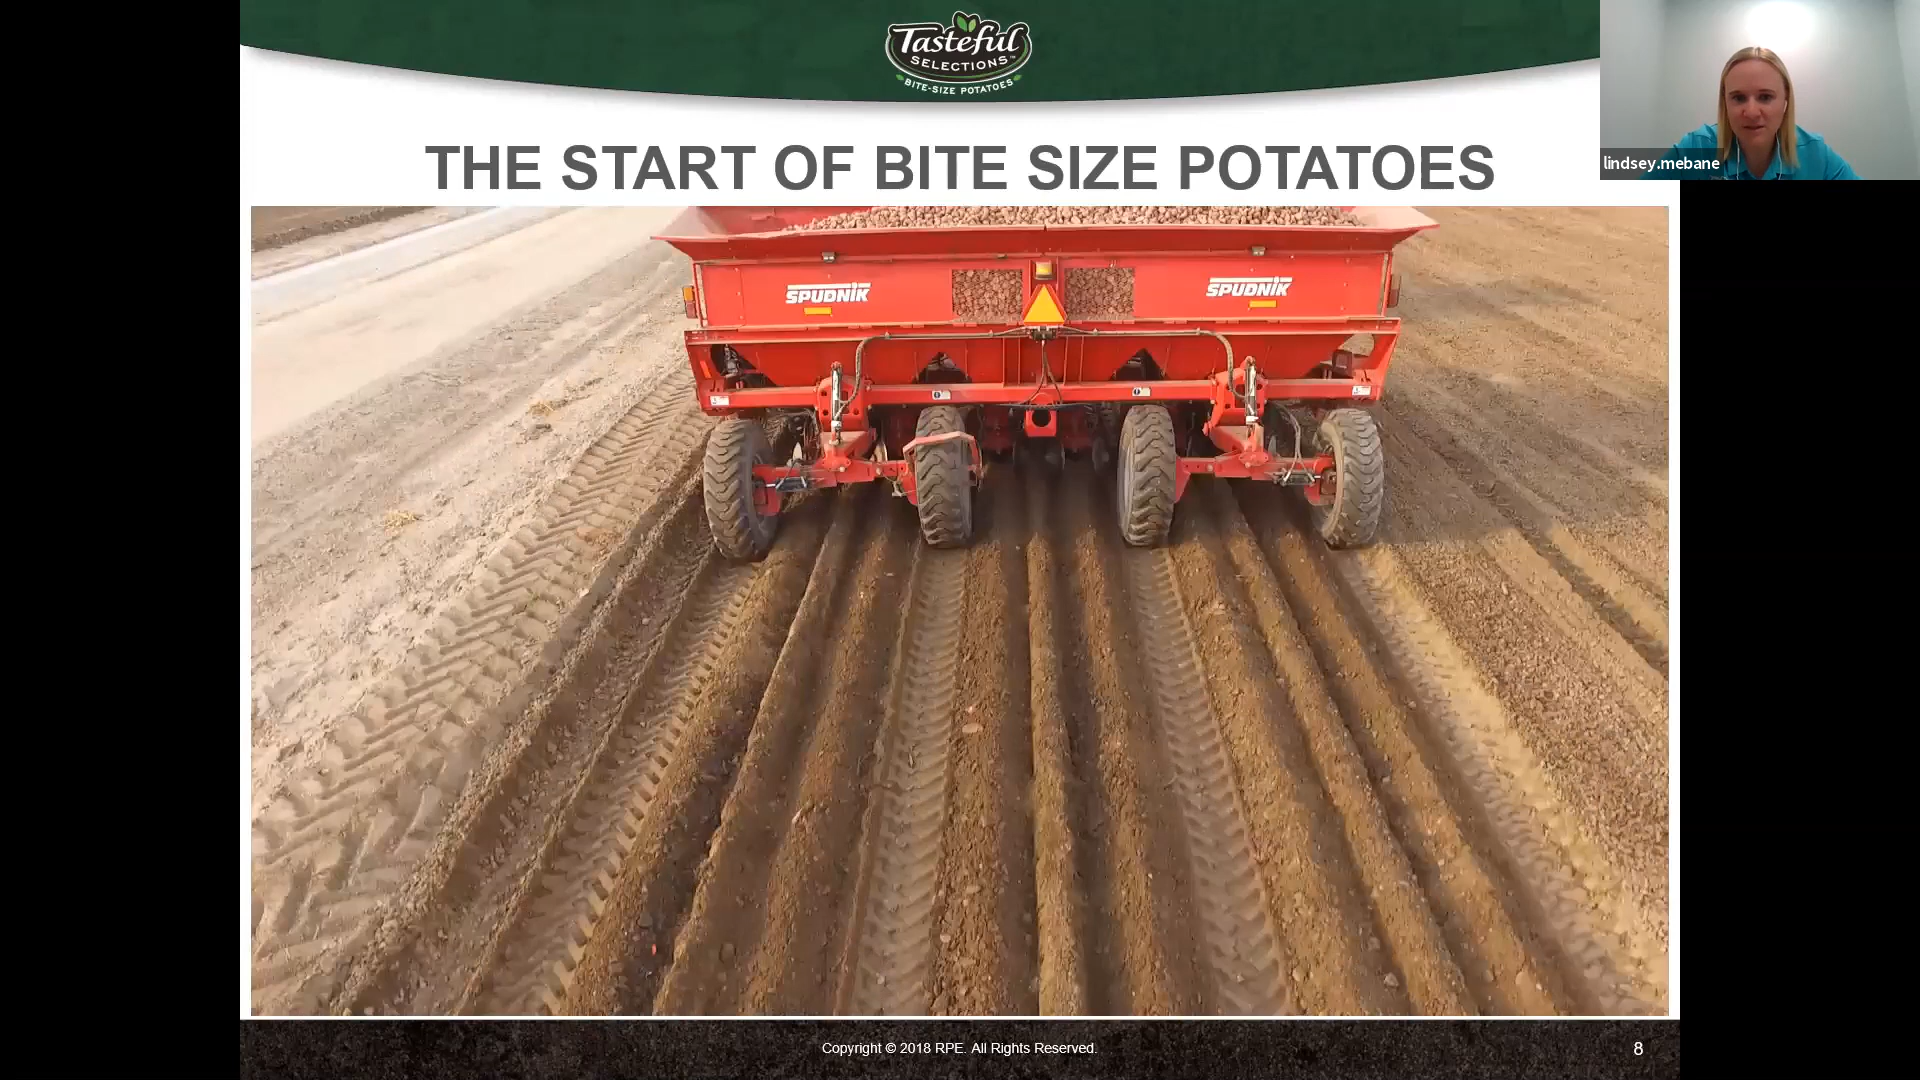 Tasteful
SELECTIONS™
BITE-SIZE POTATOES
THE START OF BITE SIZE POTATOES
lindsey.mebane
SPUDNIK
SPUDNIK
Copyright © 2018 RPE. All Rights Reserved.
8